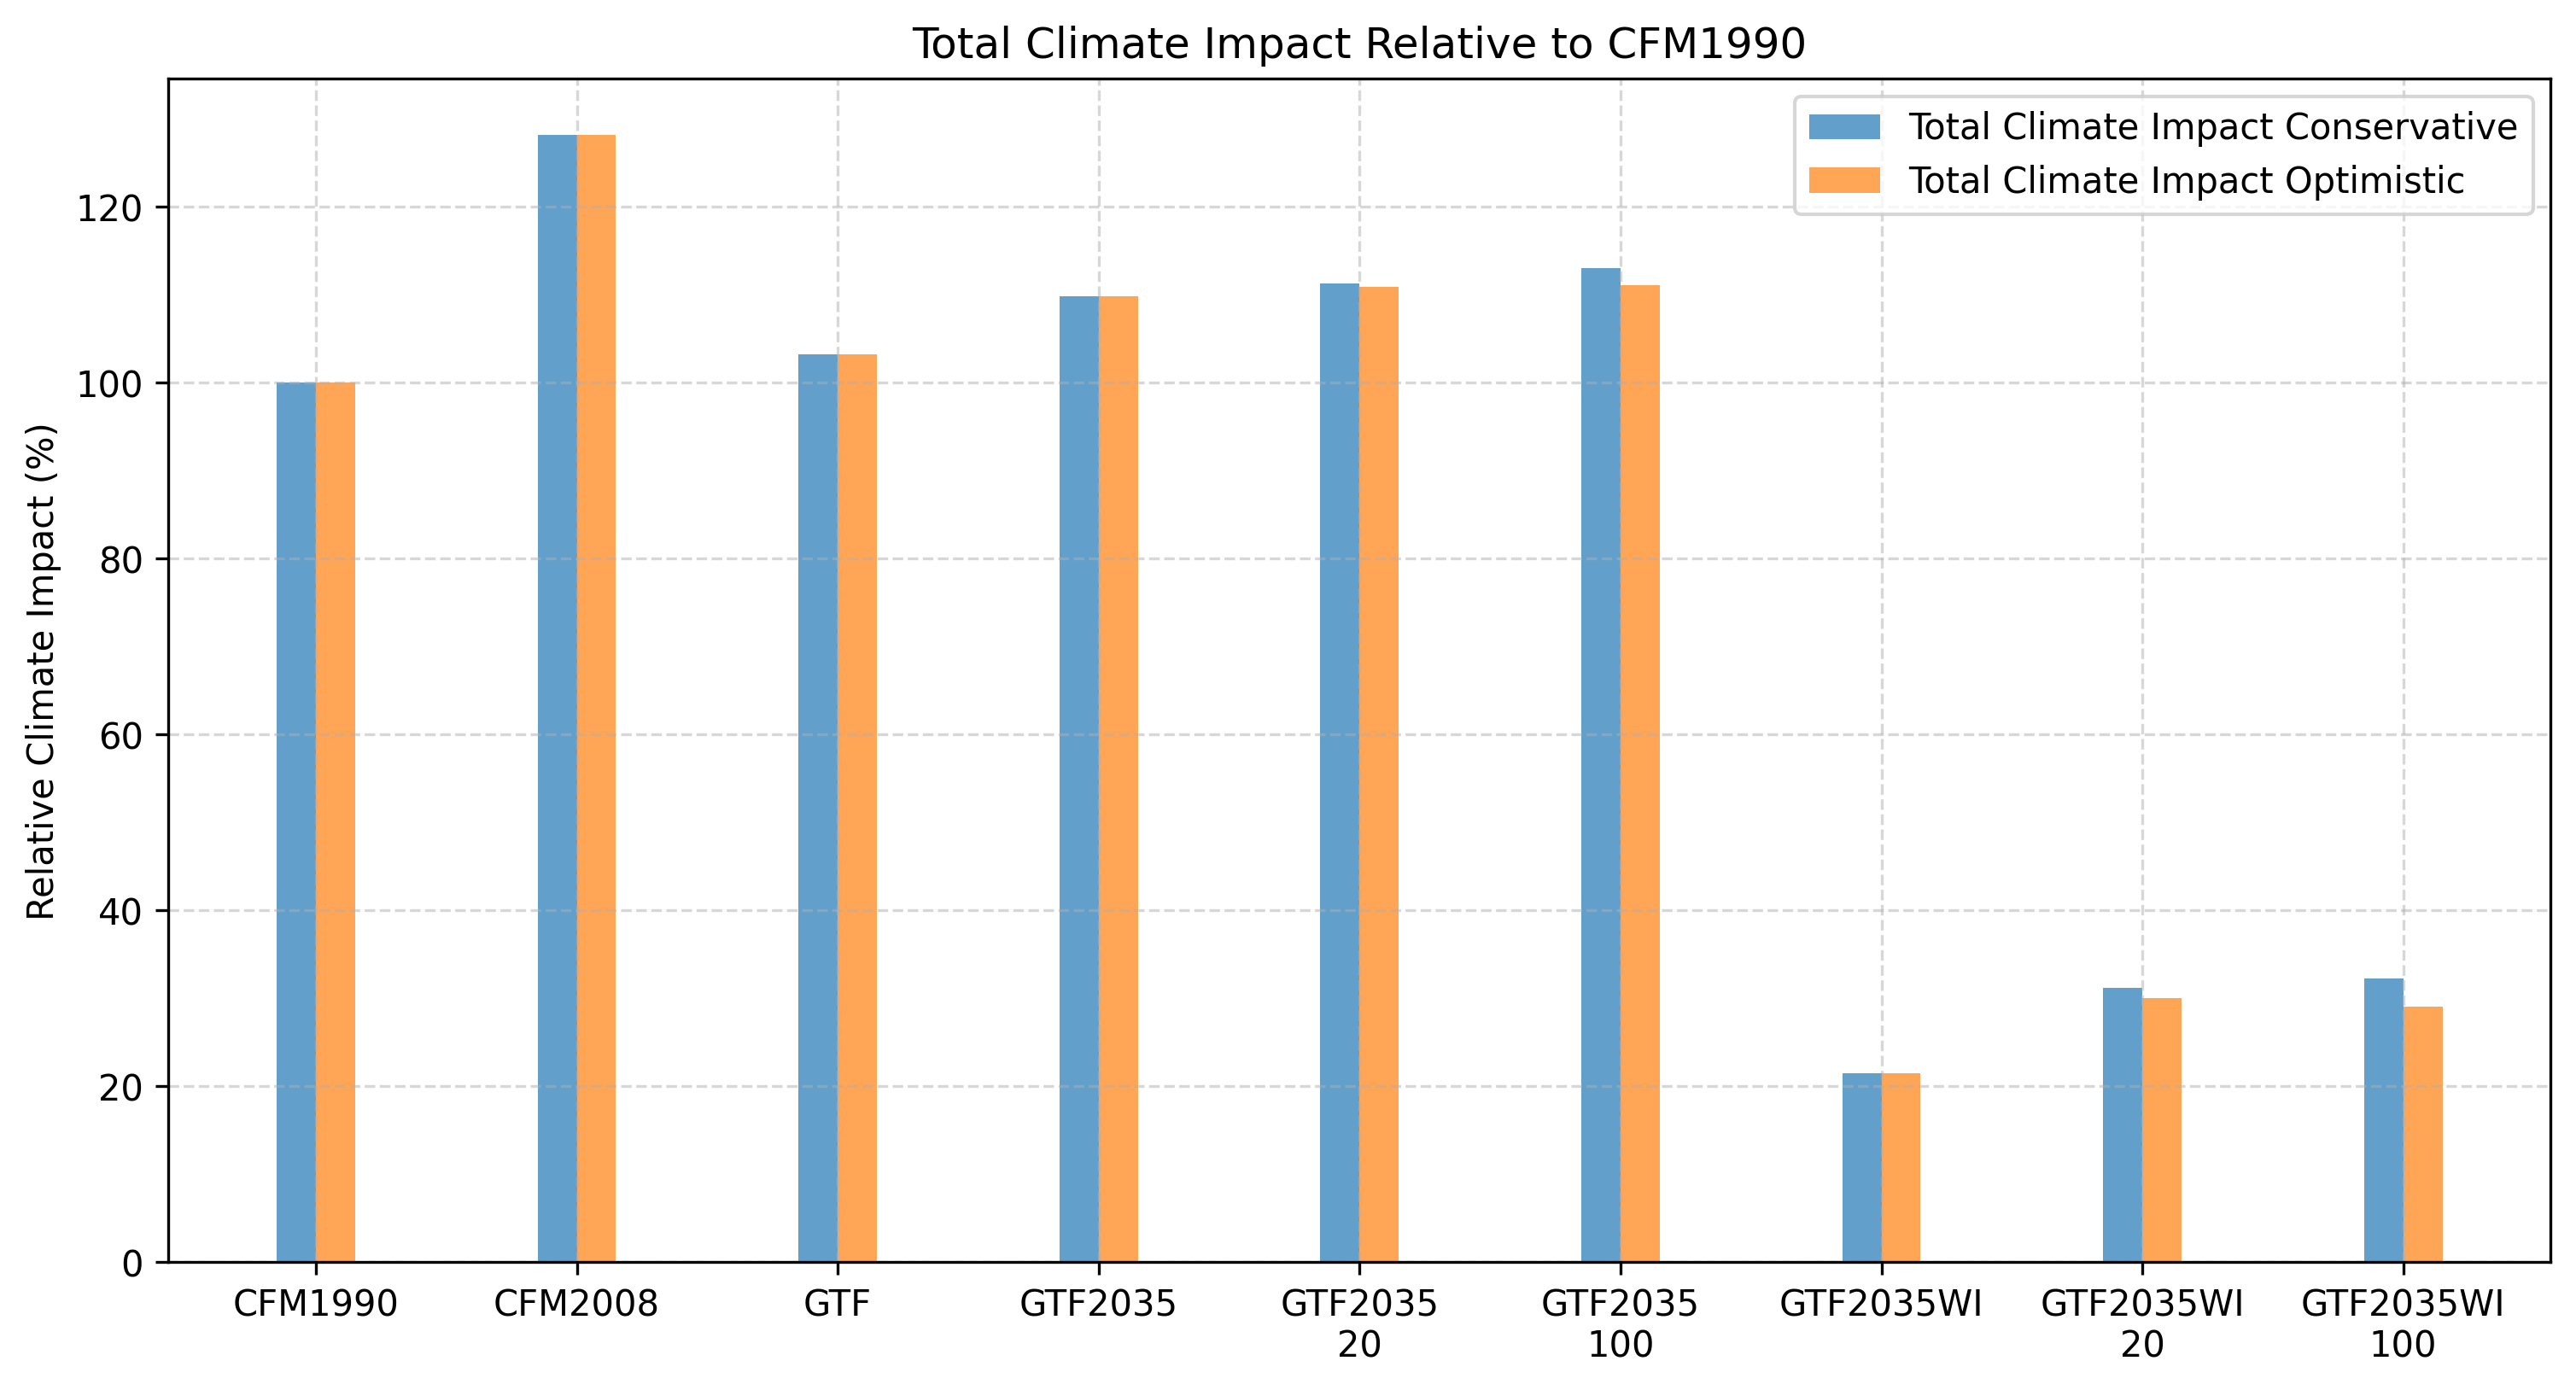 Total Climate Impact Relative to CFM1990
Total Climate Impact Conservative
Total Climate Impact Optimistic
Relative Climate Impact (%)
120
100
80
60
40
20
0
CFM1990
CFM2008
GTF
GTF2035
GTF2035
20
GTF2035
100
GTF2035WI
GTF2035WI
20
GTF2035WI
100